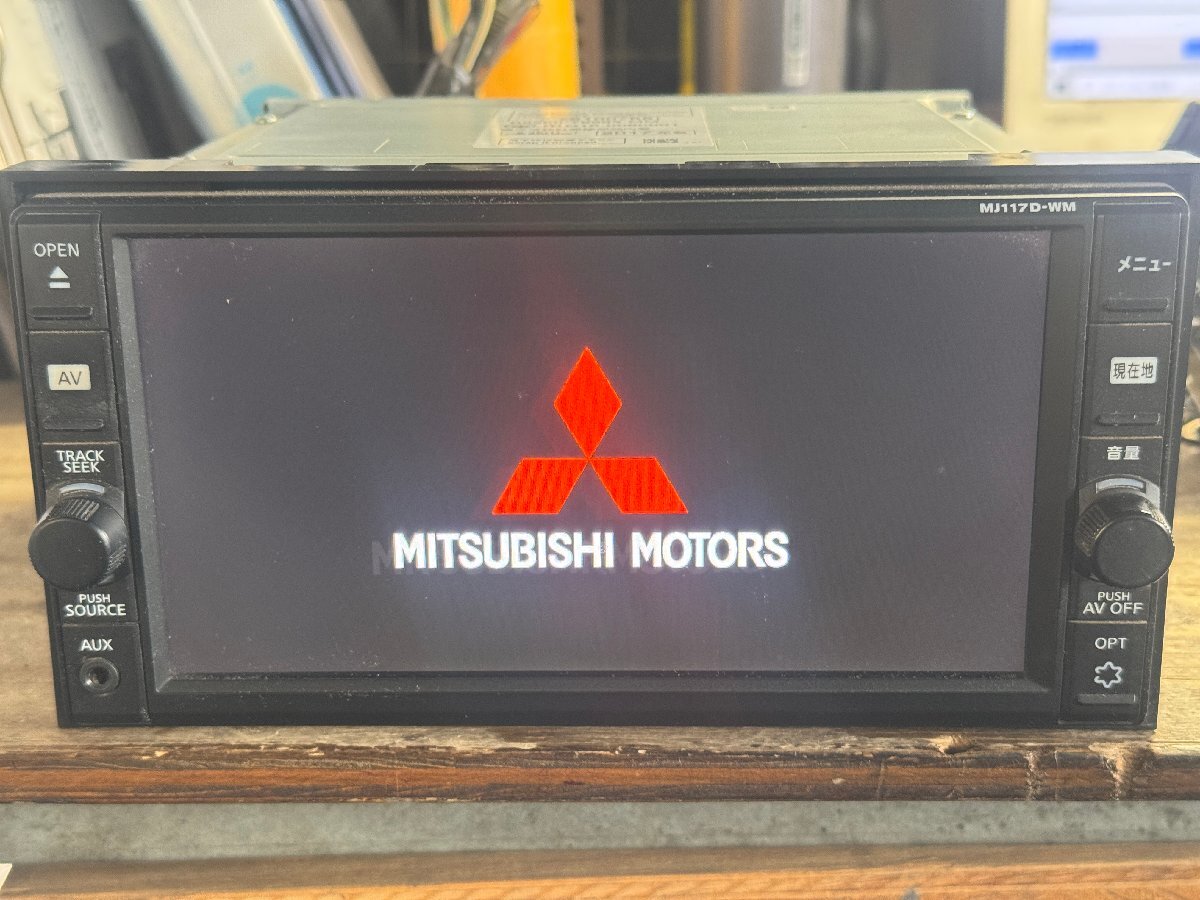 MJ117D-WM
OPEN
AV
TRACK
SEEK
PUSH
SOURCE
AUX
MITSUBISHI MOTORS
メニュー
現在地
音量
PUSH
AV OFF
OPT